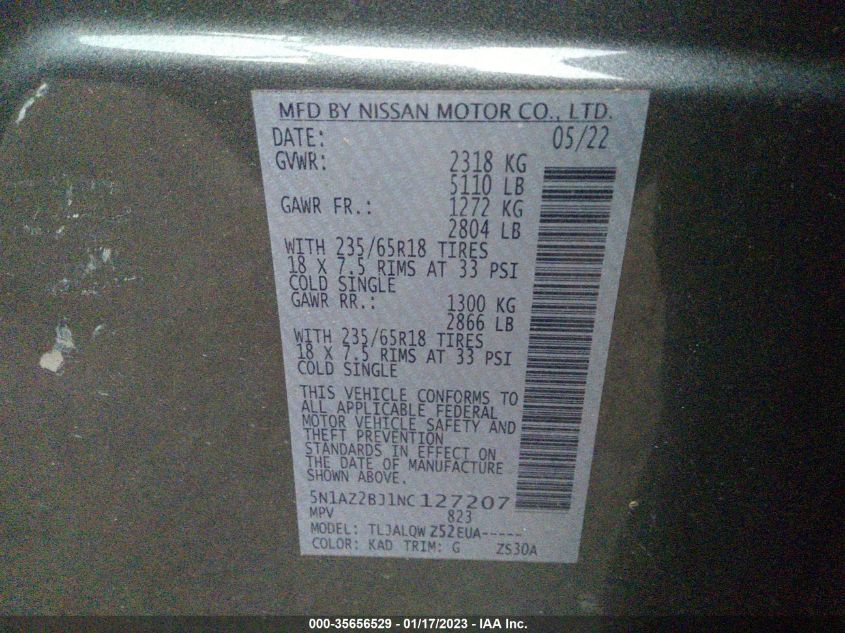 MFD BY NISSAN MOTOR CO., LTD.
DATE: 05/22
GVWR: 2318 KG
5110 LB
GAWR FR.: 1272 KG
2804 LB
WITH 235/65R18 TIRES
18 X 7.5 RIMS AT 33 PSI
COLD SINGLE
GAWR RR.: 1300 KG
2866 LB
WITH 235/65R18 TIRES
18 X 7.5 RIMS AT 33 PSI
COLD SINGLE
THIS VEHICLE CONFORMS TO
ALL APPLICABLE FEDERAL
MOTOR VEHICLE SAFETY AND
THEFT PREVENTION
STANDARDS IN EFFECT ON
THE DATE OF MANUFACTURE
SHOWN ABOVE.
5N1AZ2BJ1NC127207
MPV 823
MODEL: TLJALQWZ52EUA-----
COLOR: KAD TRIM: G ZS30A
000-35656529 - 01/17/2023 - IAA Inc.